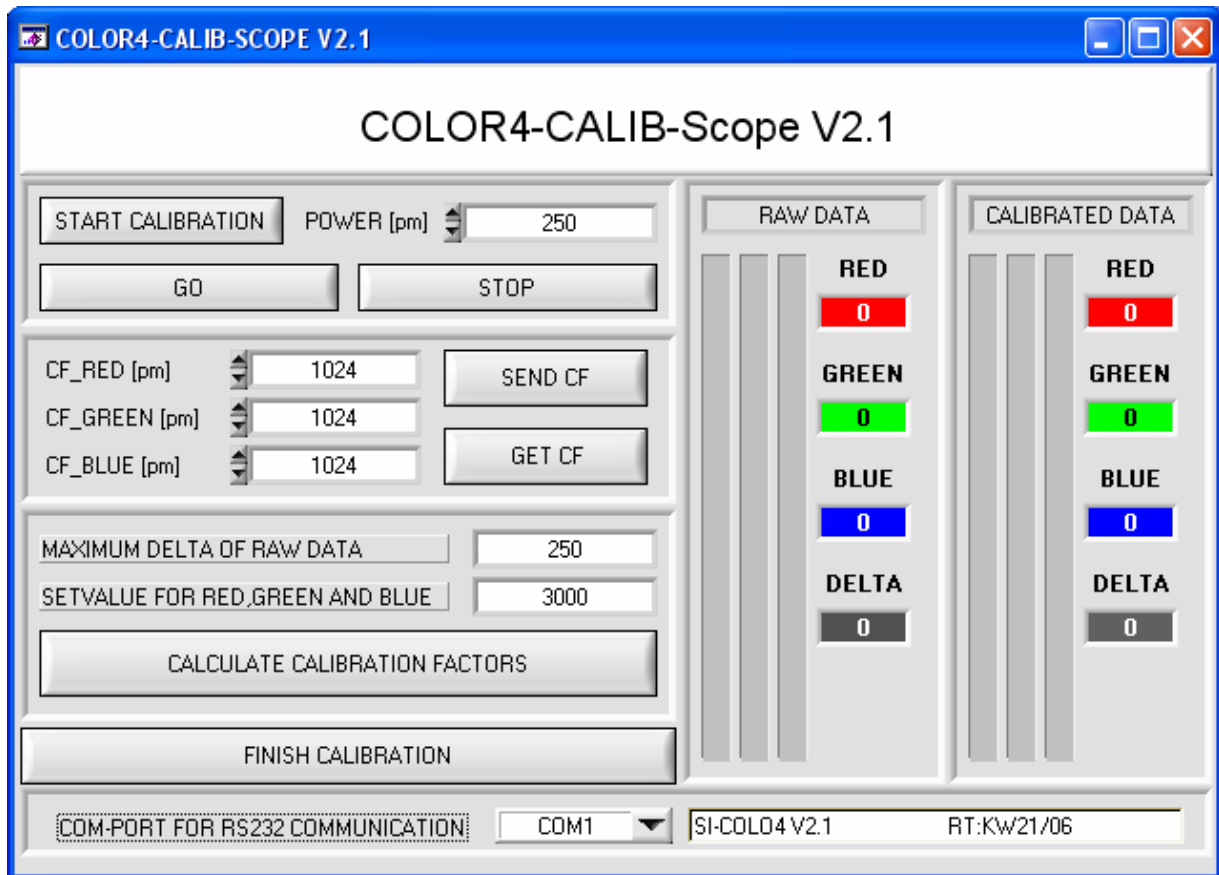 COLOR4-CALIB-SCOPE V2.1
COLOR4-CALIB-Scope V2.1
START CALIBRATION POWER [pm] 250
GO STOP
CF_RED [pm] 1024 SEND CF
CF_GREEN [pm] 1024
CF_BLUE [pm] 1024 GET CF
MAXIMUM DELTA OF RAW DATA 250
SETVALUE FOR RED,GREEN AND BLUE 3000
CALCULATE CALIBRATION FACTORS
FINISH CALIBRATION
RAW DATA
RED
0
GREEN
0
BLUE
0
DELTA
0
CALIBRATED DATA
RED
0
GREEN
0
BLUE
0
DELTA
0
COM-PORT FOR RS232 COMMUNICATION COM1 SI-COLO4 V2.1 RT:KW21/06